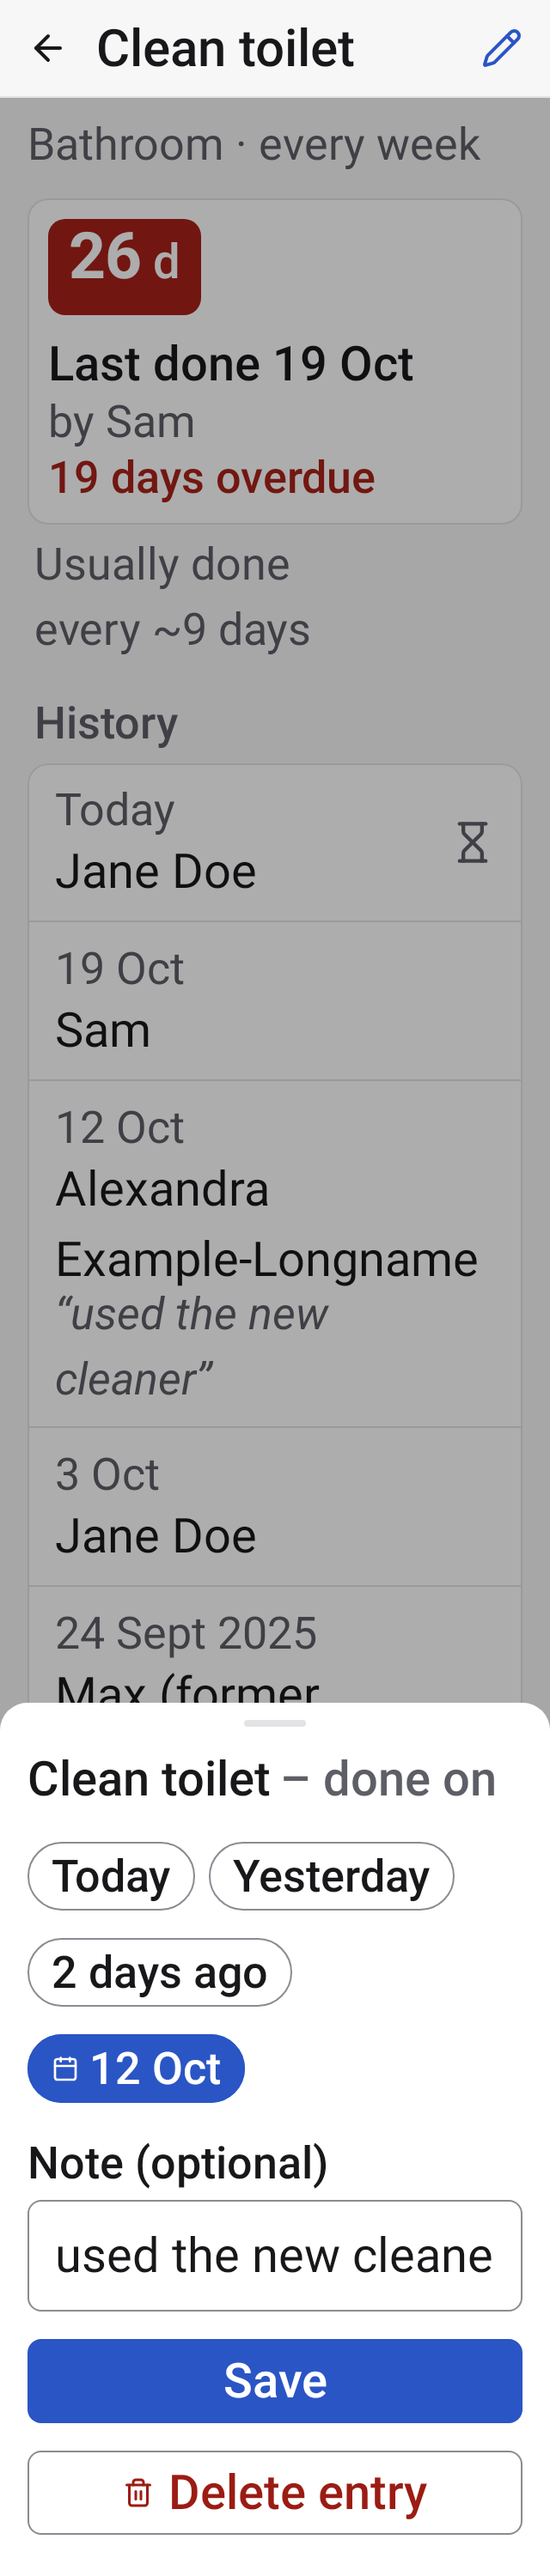 Clean toilet
Bathroom · every week
26 d
Last done 19 Oct
by Sam
19 days overdue
Usually done
every ~9 days
History
Today
Jane Doe
19 Oct
Sam
12 Oct
Alexandra
Example-Longname
“used the new
cleaner”
3 Oct
Jane Doe
24 Sept 2025
Max (former
Clean toilet – done on
Today
Yesterday
2 days ago
12 Oct
Note (optional)
used the new cleane
Save
Delete entry